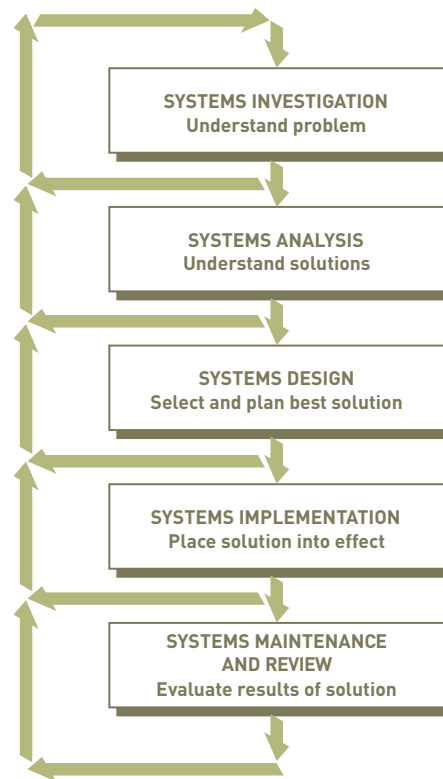 SYSTEMS INVESTIGATION
Understand problem
SYSTEMS ANALYSIS
Understand solutions
SYSTEMS DESIGN
Select and plan best solution
SYSTEMS IMPLEMENTATION
Place solution into effect
SYSTEMS MAINTENANCE
AND REVIEW
Evaluate results of solution